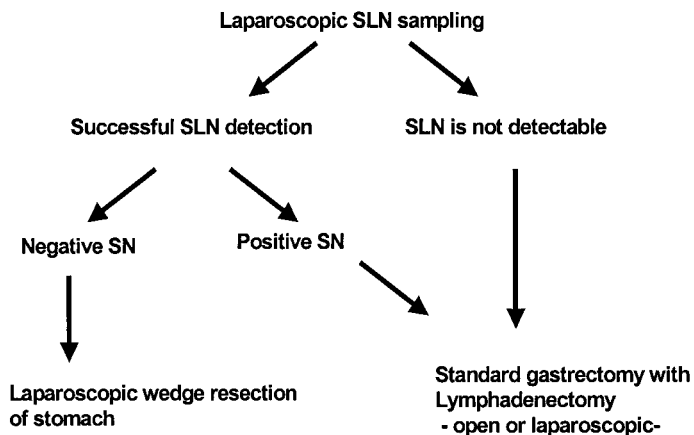 Laparoscopic SLN sampling
Successful SLN detection
SLN is not detectable
Negative SN
Positive SN
Laparoscopic wedge resection
of stomach
Standard gastrectomy with
Lymphadenectomy
- open or laparoscopic-